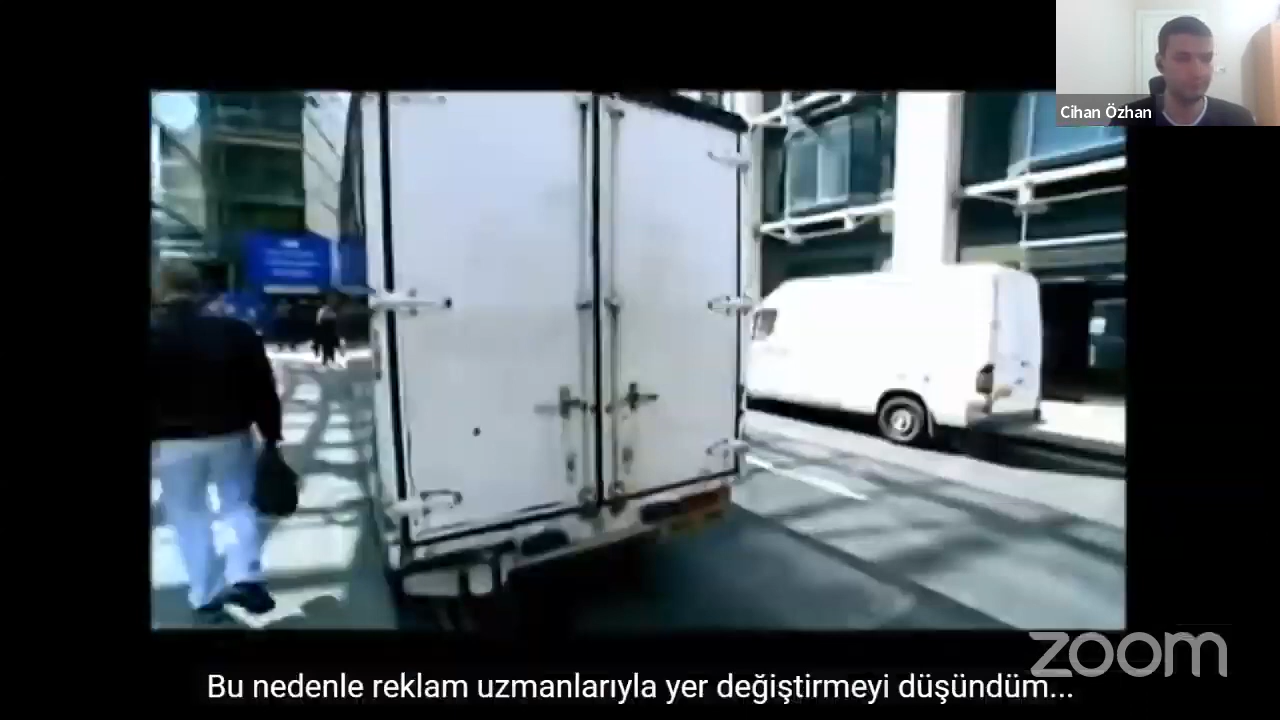 Cihan Özhan
zoom
Bu nedenle reklam uzmanlarıyla yer değiştirmeyi düşündüm...